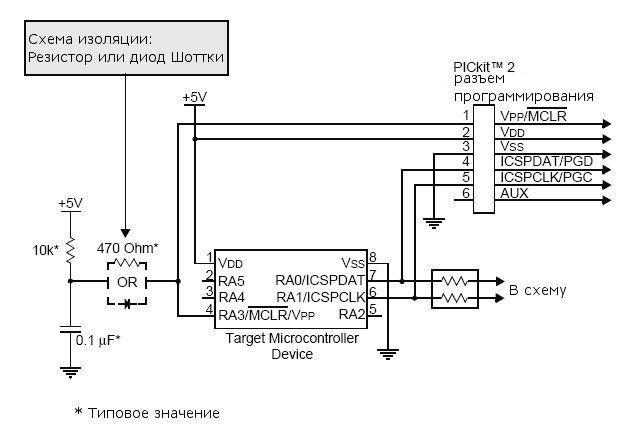 Схема изоляции:
Резистор или диод Шоттки
PICkit™ 2
разъем
программирования
+5V
1 VPP/MCLR
2 VDD
3 VSS
4 ICSPDAT/PGD
5 ICSPCLK/PGC
6 AUX
+5V
10k*
470 Ohm*
OR
0.1 µF*
1 VDD
VSS 8
2 RA5
RA0/ICSPDAT 7
3 RA4
RA1/ICSPCLK 6
4 RA3/MCLR/VPP
RA2 5
В схему
Target Microcontroller
Device
* Типовое значение